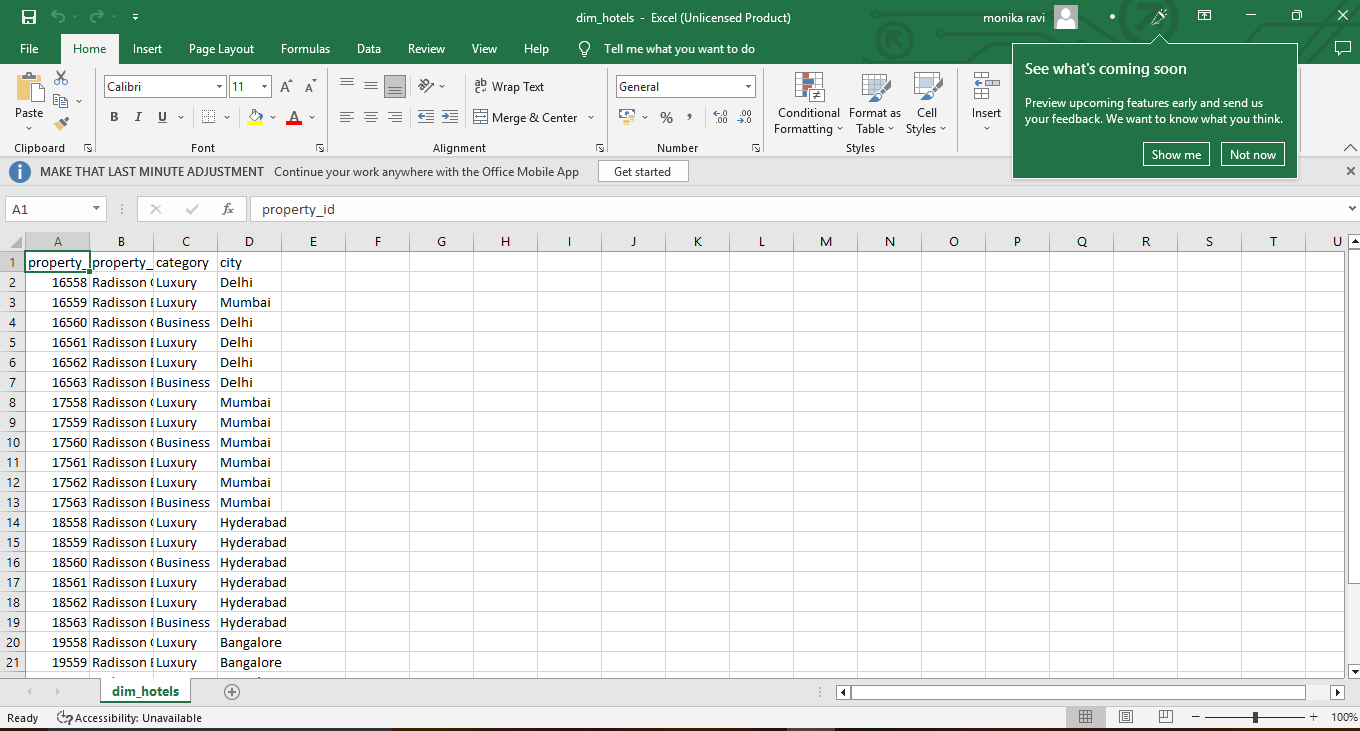 dim_hotels - Excel (Unlicensed Product)
monika ravi
File Home Insert Page Layout Formulas Data Review View Help Tell me what you want to do
See what's coming soon
Preview upcoming features early and send us
your feedback. We want to know what you think.
Show me Not now
Paste
Clipboard
Calibri 11
B I U
Font
Wrap Text
Merge & Center
Alignment
General
Number
Conditional
Formatting
Format as
Table
Cell
Styles
Styles
Insert
MAKE THAT LAST MINUTE ADJUSTMENT Continue your work anywhere with the Office Mobile App Get started
A1 fx property_id
A B C D E F G H I J K L M N O P Q R S T U
1 property_ property_ category city
2 16558 Radisson Luxury Delhi
3 16559 Radisson Luxury Mumbai
4 16560 Radisson Business Delhi
5 16561 Radisson Luxury Delhi
6 16562 Radisson Luxury Delhi
7 16563 Radisson Business Delhi
8 17558 Radisson Luxury Mumbai
9 17559 Radisson Luxury Mumbai
10 17560 Radisson Business Mumbai
11 17561 Radisson Luxury Mumbai
12 17562 Radisson Luxury Mumbai
13 17563 Radisson Business Mumbai
14 18558 Radisson Luxury Hyderabad
15 18559 Radisson Luxury Hyderabad
16 18560 Radisson Business Hyderabad
17 18561 Radisson Luxury Hyderabad
18 18562 Radisson Luxury Hyderabad
19 18563 Radisson Business Hyderabad
20 19558 Radisson Luxury Bangalore
21 19559 Radisson Luxury Bangalore
dim_hotels
Ready Accessibility: Unavailable 100%